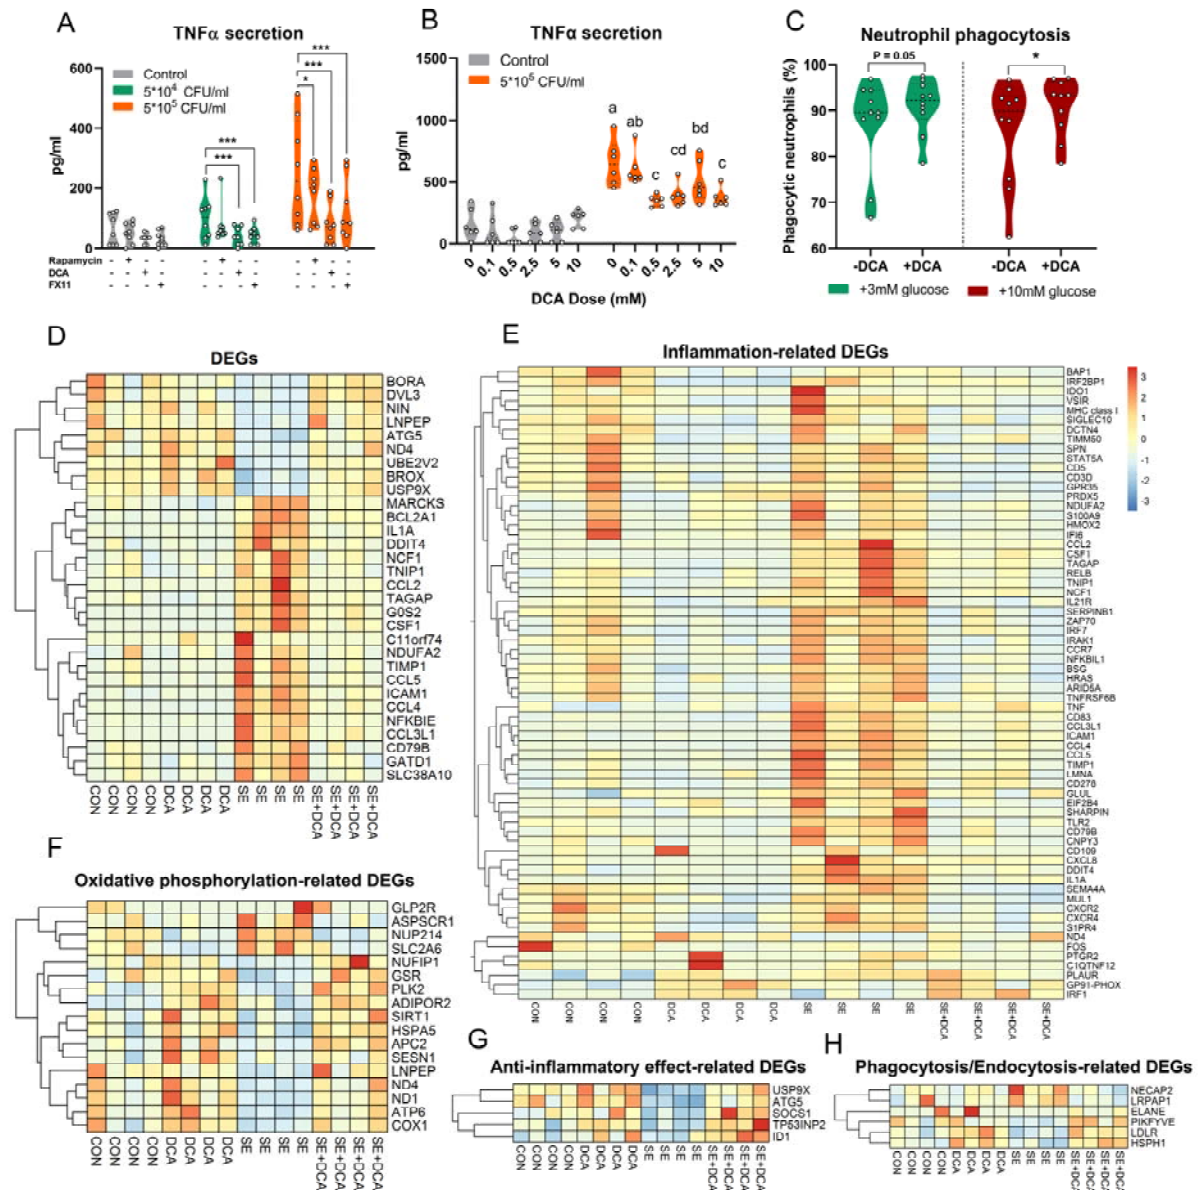 A
TNFα secretion
Control
5*10⁴ CFU/ml
5*10⁵ CFU/ml
pg/ml
600
400
200
0
***
***
***
***
*
Rapamycin - + - - - + - - - + - -
DCA - - + - - - + - - - + -
FX11 - - - + - - - + - - - +
B
TNFα secretion
Control
pg/ml
1500
1000
500
0
a
ab
c
cd
bd
c
0 0.1 0.5 2.5 5 10 0 0.1 0.5 2.5 5 10
DCA Dose (mM)
C
Neutrophil phagocytosis
P = 0.05
*
Phagocytic neutrophils (%)
100
90
80
70
60
-DCA +DCA -DCA +DCA
+3mM glucose
+10mM glucose
D
DEGs
BORA
DVL3
NIN
LNPEP
ATG5
ND4
UBE2V2
BROX
USP9X
MARCKS
BCL2A1
IL1A
DDIT4
NCF1
TNIP1
CCL2
TAGAP
G0S2
CSF1
C11orf74
NDUFA2
TIMP1
CCL5
ICAM1
CCL4
NFKBIE
CCL3L1
CD79B
GATD1
SLC38A10
CON CON CON CON DCA DCA DCA DCA SE SE SE SE SE+DCA SE+DCA SE+DCA SE+DCA
E
Inflammation-related DEGs
BAP1
IRF2BP1
IDO1
VSIR
MHC class I
SIGLEC10
DCTN4
TIMM50
SPN
STAT5A
CD5
CD3D
GPR35
PRDX5
NDUFA2
S100A9
HMOX2
IFI6
CCL2
CSF1
TAGAP
RELB
TNIP1
NCF1
IL21R
SERPINB1
ZAP70
IRF7
IRAK1
CCR7
NFKBIL1
BSG
HRAS
ARID5A
TNFRSF6B
TNF
CD83
CCL3L1
ICAM1
CCL4
CCL5
TIMP1
LMNA
CD276
GLUL
EIF2B4
SHARPIN
TLR2
CD79B
CNPY3
CD109
CXCL8
DDIT4
IL1A
SEMA4A
MUL1
CXCR2
CXCR4
S1PR4
ND4
FOS
PTGR2
C1QTNF12
PLAUR
GP91-PHOX
IRF1
CON CON CON CON DCA DCA DCA DCA SE SE SE SE SE+DCA SE+DCA SE+DCA SE+DCA
3
2
1
0
-1
-2
-3
F
Oxidative phosphorylation-related DEGs
GLP2R
ASPSCR1
NUP214
SLC2A6
NUFIP1
GSR
PLK2
ADIPOR2
SIRT1
HSPA5
APC2
SESN1
LNPEP
ND4
ND1
ATP6
COX1
CON CON CON CON DCA DCA DCA DCA SE SE SE SE SE+DCA SE+DCA SE+DCA SE+DCA
G
Anti-inflammatory effect-related DEGs
USP9X
ATG5
SOCS1
TP53INP2
ID1
CON CON CON CON DCA DCA DCA DCA SE SE SE SE SE+DCA SE+DCA SE+DCA SE+DCA
H
Phagocytosis/Endocytosis-related DEGs
NECAP2
LRPAP1
ELANE
PIKFYVE
LDLR
HSPH1
CON CON CON CON DCA DCA DCA DCA SE SE SE SE SE+DCA SE+DCA SE+DCA SE+DCA